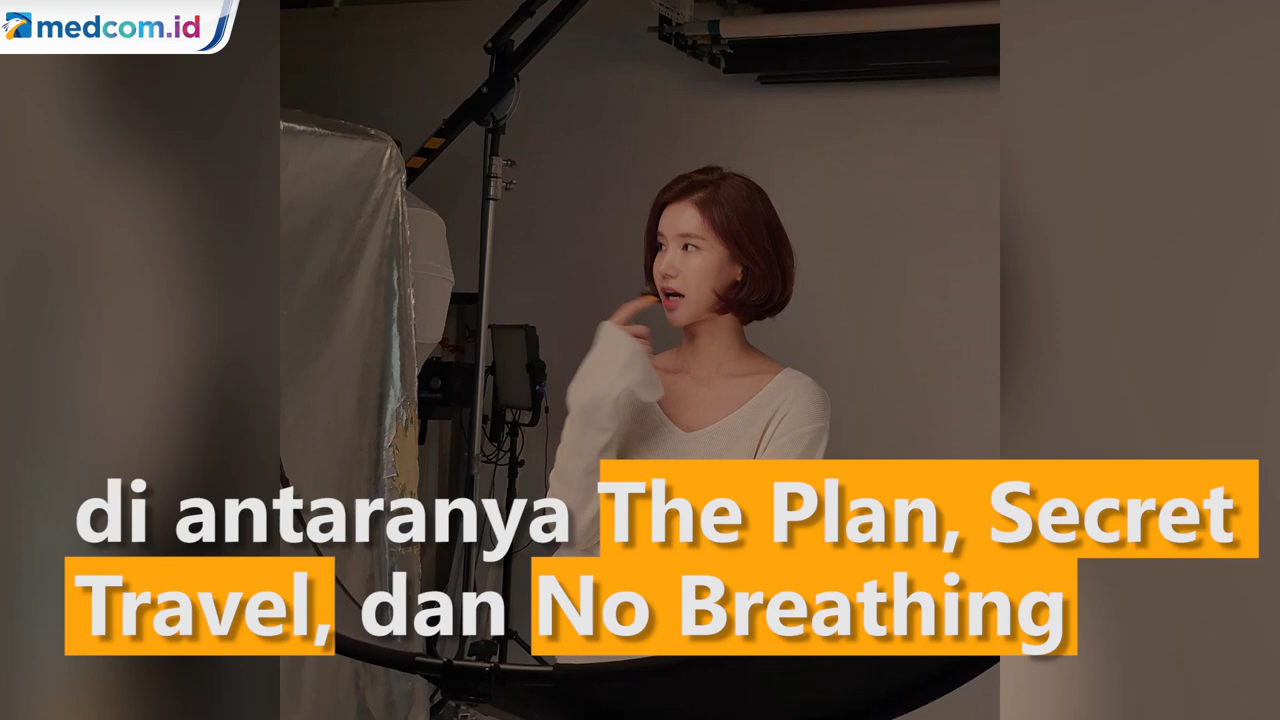 medcom.id
di antaranya The Plan, Secret
Travel, dan No Breathing